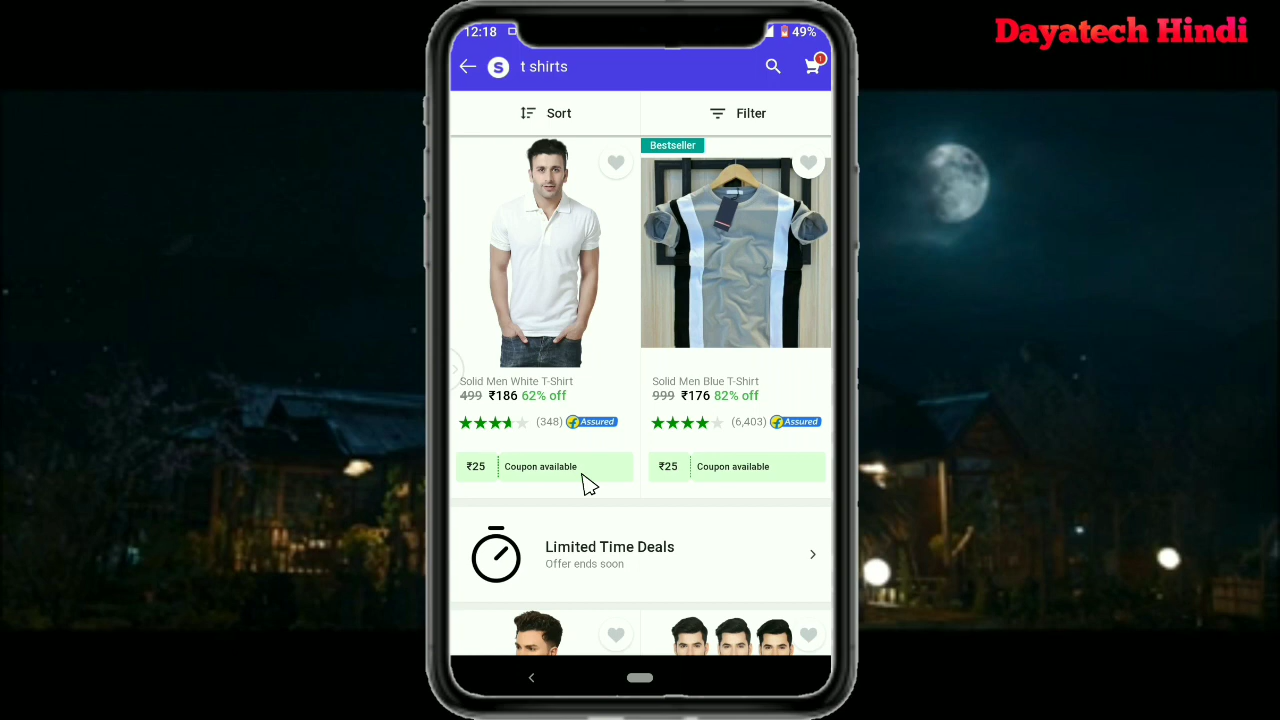 Dayatech Hindi
12:18
49%
S t shirts
1
Sort
Filter
Bestseller
Solid Men White T-Shirt
499 ₹186 62% off
(348) f Assured
₹25 Coupon available
Solid Men Blue T-Shirt
999 ₹176 82% off
(6,403) f Assured
₹25 Coupon available
Limited Time Deals
Offer ends soon